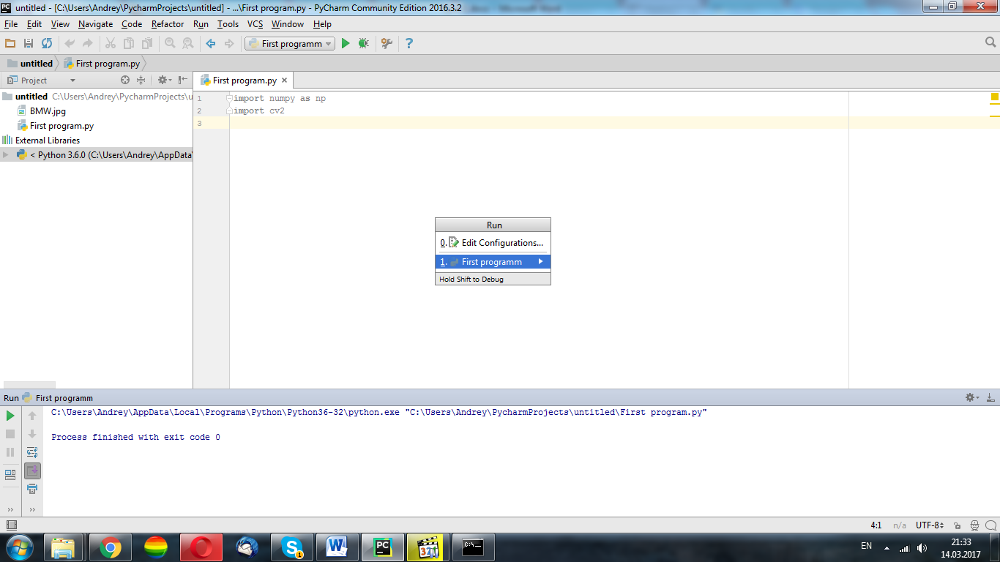 untitled - [C:\Users\Andrey\PycharmProjects\untitled] - ...\First program.py - PyCharm Community Edition 2016.3.2
File Edit View Navigate Code Refactor Run Tools VCS Window Help
First programm
untitled First program.py
Project
First program.py
untitled C:\Users\Andrey\PycharmProjects\u
BMW.jpg
First program.py
External Libraries
< Python 3.6.0 (C:\Users\Andrey\AppData\
1 import numpy as np
2 import cv2
3
Run
0. Edit Configurations...
1. First programm
Hold Shift to Debug
Run First programm
C:\Users\Andrey\AppData\Local\Programs\Python\Python36-32\python.exe "C:\Users\Andrey\PycharmProjects\untitled\First program.py"
Process finished with exit code 0
4:1 n/a UTF-8
EN 21:33
14.03.2017